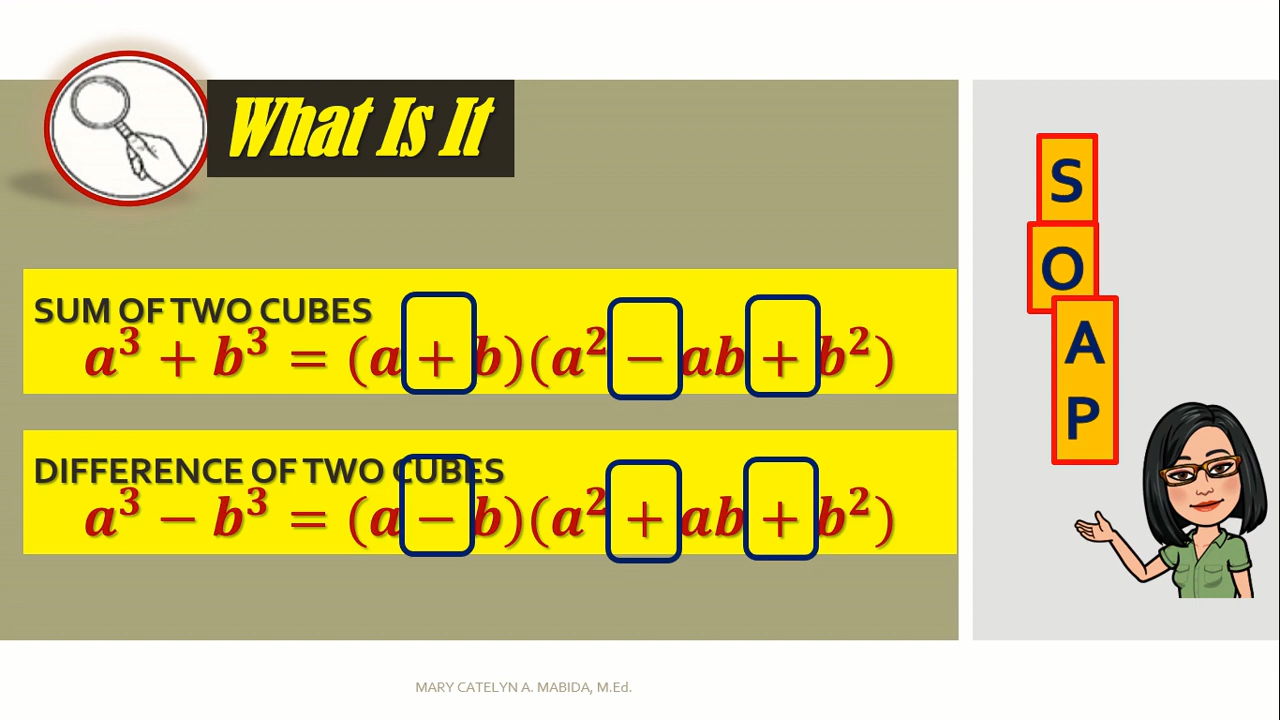 What Is It
SUM OF TWO CUBES
a³ + b³ = (a + b)(a² − ab + b²)
DIFFERENCE OF TWO CUBES
a³ − b³ = (a − b)(a² + ab + b²)
S
O
A
P
MARY CATELYN A. MABIDA, M.Ed.